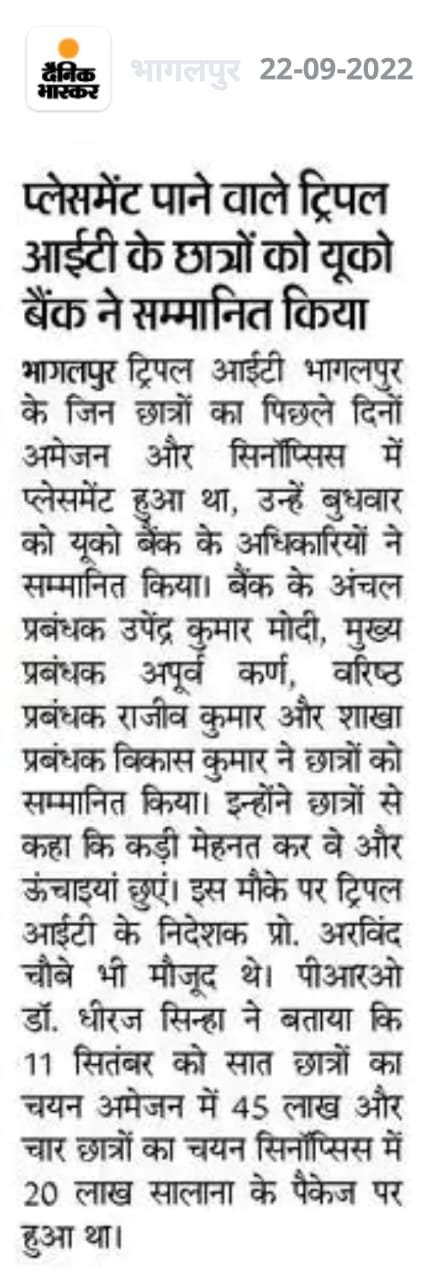 दैनिक
भास्कर
भागलपुर 22-09-2022
प्लेसमेंट पाने वाले ट्रिपल
आईटी के छात्रों को यूको
बैंक ने सम्मानित किया
भागलपुर ट्रिपल आईटी भागलपुर
के जिन छात्रों का पिछले दिनों
अमेजन और सिनॉप्सिस में
प्लेसमेंट हुआ था, उन्हें बुधवार
को यूको बैंक के अधिकारियों ने
सम्मानित किया। बैंक के अंचल
प्रबंधक उपेंद्र कुमार मोदी, मुख्य
प्रबंधक अपूर्व कर्ण, वरिष्ठ
प्रबंधक राजीव कुमार और शाखा
प्रबंधक विकास कुमार ने छात्रों को
सम्मानित किया। इन्होंने छात्रों से
कहा कि कड़ी मेहनत कर वे और
ऊंचाइयां छुएं। इस मौके पर ट्रिपल
आईटी के निदेशक प्रो. अरविंद
चौबे भी मौजूद थे। पीआरओ
डॉ. धीरज सिन्हा ने बताया कि
11 सितंबर को सात छात्रों का
चयन अमेजन में 45 लाख और
चार छात्रों का चयन सिनॉप्सिस में
20 लाख सालाना के पैकेज पर
हुआ था।